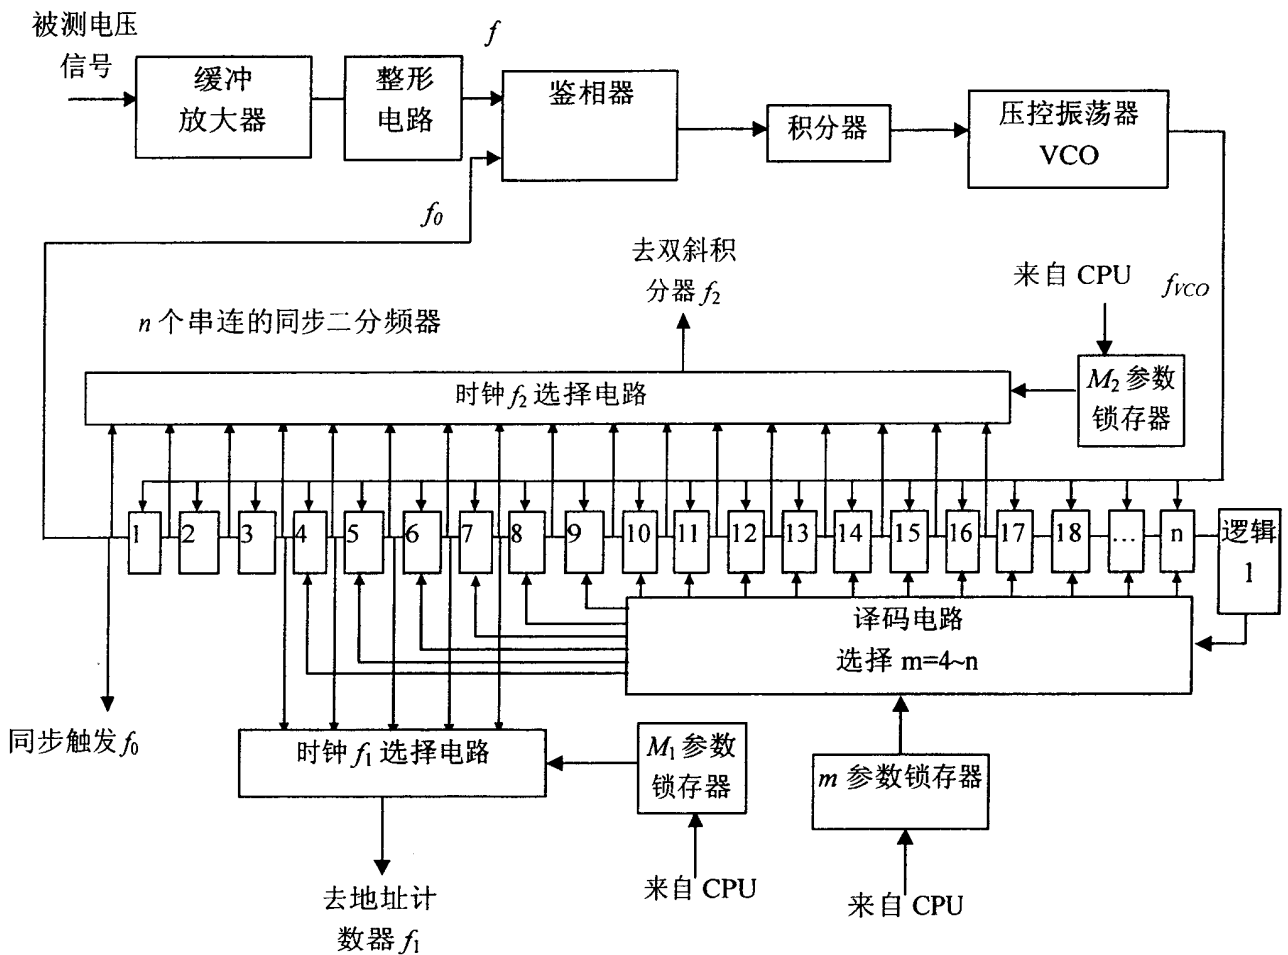 被测电压
信号
缓冲
放大器
整形
电路
f
鉴相器
积分器
压控振荡器
VCO
f0
去双斜积
分器 f2
来自 CPU
fVCO
n 个串连的同步二分频器
时钟 f2 选择电路
M2 参数
锁存器
1 2 3 4 5 6 7 8 9 10 11 12 13 14 15 16 17 18 … n
逻辑
1
译码电路
选择 m=4~n
同步触发 f0
时钟 f1 选择电路
M1 参数
锁存器
m 参数锁存器
去地址计
数器 f1
来自 CPU
来自 CPU